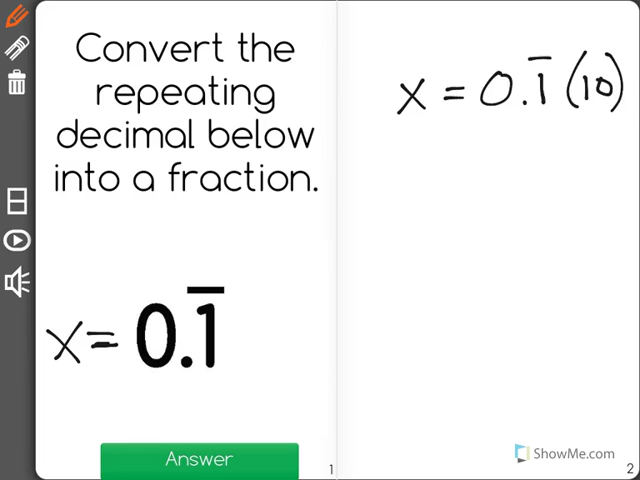 Convert the
repeating
decimal below
into a fraction.
x = 0.1̅
Answer
1
x = 0.1̅ (10)
ShowMe.com
2